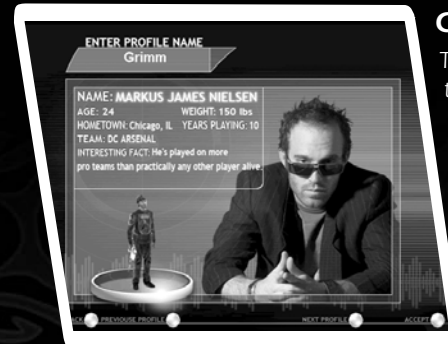 ENTER PROFILE NAME
Grimm
NAME: MARKUS JAMES NIELSEN
AGE: 24 WEIGHT: 150 lbs
HOMETOWN: Chicago, IL YEARS PLAYING: 10
TEAM: DC ARSENAL
INTERESTING FACT: He's played on more
pro teams than practically any other player alive.
PREVIOUSE PROFILE NEXT PROFILE ACCEPT